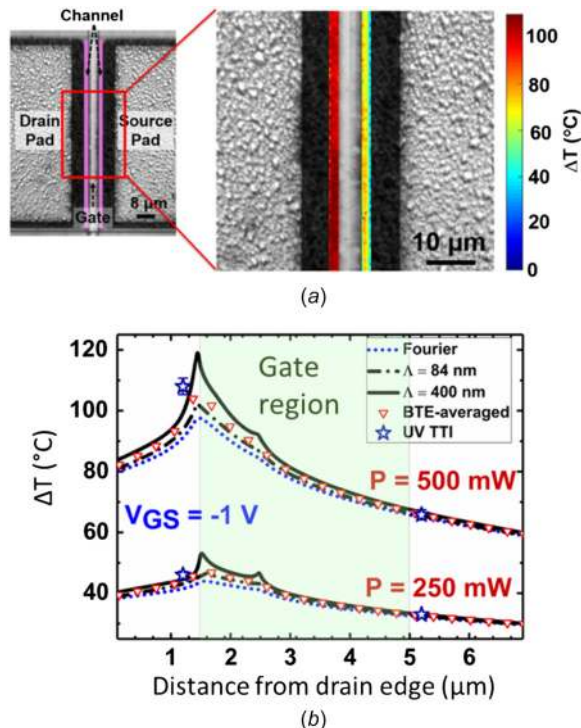 (a)
Channel
Drain
Pad
Source
Pad
Gate
8 μm
10 μm
100
80
60
40
20
0
ΔT (°C)
120
100
80
60
40
ΔT (°C)
Gate
region
Fourier
Λ = 84 nm
Λ = 400 nm
BTE-averaged
UV TTI
VGS = -1 V
P = 500 mW
P = 250 mW
1 2 3 4 5 6
Distance from drain edge (μm)
(b)